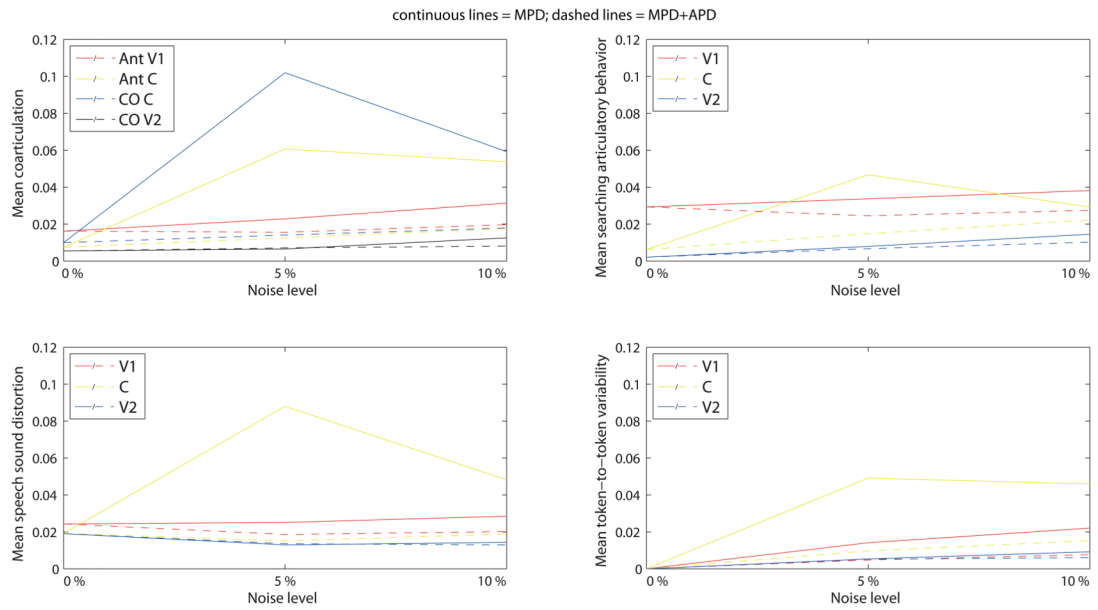 continuous lines = MPD; dashed lines = MPD+APD
Mean coarticulation
0.12
0.1
0.08
0.06
0.04
0.02
0
Ant V1
Ant C
CO C
CO V2
0 %
5 %
10 %
Noise level
Mean searching articulatory behavior
0.12
0.1
0.08
0.06
0.04
0.02
0
V1
C
V2
0 %
5 %
10 %
Noise level
Mean speech sound distortion
0.12
0.1
0.08
0.06
0.04
0.02
0
V1
C
V2
0 %
5 %
10 %
Noise level
Mean token−to−token variability
0.12
0.1
0.08
0.06
0.04
0.02
0
V1
C
V2
0 %
5 %
10 %
Noise level